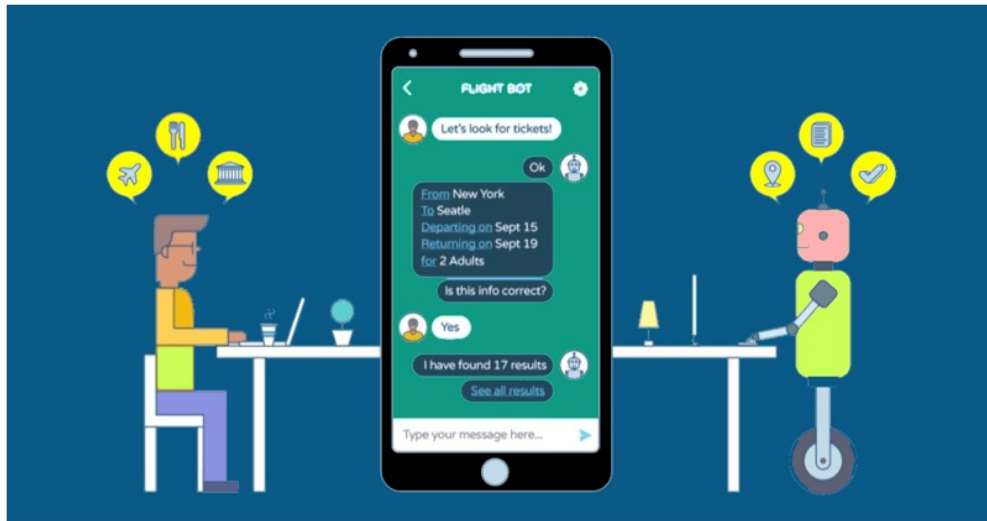 FLIGHT BOT
Let's look for tickets!
Ok
From New York
To Seatle
Departing on Sept 15
Returning on Sept 19
for 2 Adults
Is this info correct?
Yes
I have found 17 results
See all results
Type your message here...